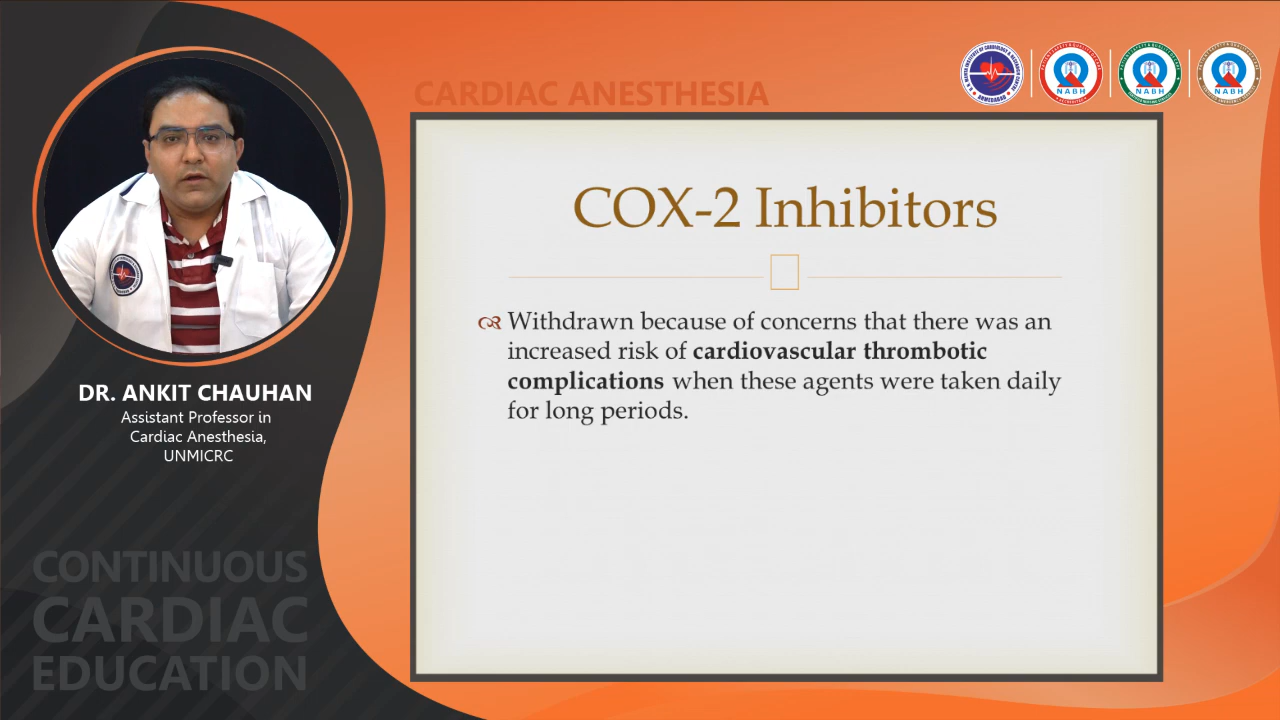 CARDIAC ANESTHESIA
NABH
NABH
NABH
COX-2 Inhibitors
Withdrawn because of concerns that there was an
increased risk of cardiovascular thrombotic
complications when these agents were taken daily
for long periods.
DR. ANKIT CHAUHAN
Assistant Professor in
Cardiac Anesthesia,
UNMICRC
CONTINUOUS
CARDIAC
EDUCATION